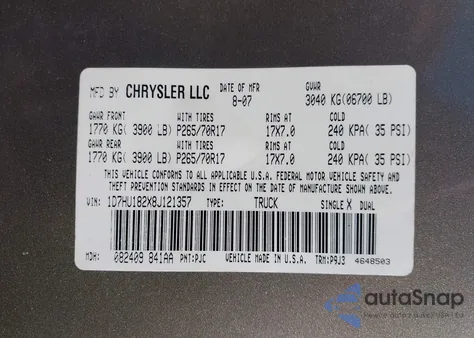 MFD BY CHRYSLER LLC DATE OF MFR 8-07 GVWR 3040 KG(06700 LB)
GAWR FRONT WITH TIRES RIMS AT COLD
1770 KG( 3900 LB) P265/70R17 17X7.0 240 KPA( 35 PSI)
GAWR REAR WITH TIRES RIMS AT COLD
1770 KG( 3900 LB) P265/70R17 17X7.0 240 KPA( 35 PSI)
THIS VEHICLE CONFORMS TO ALL APPLICABLE U.S.A. FEDERAL MOTOR VEHICLE SAFETY AND
THEFT PREVENTION STANDARDS IN EFFECT ON THE DATE OF MANUFACTURE SHOWN ABOVE.
VIN: 1D7HU182X8J121357 TYPE: TRUCK SINGLE X DUAL
MDH: 082409 841AA PNT:PJC VEHICLE MADE IN U.S.A. TRM:P9J3 4648503
autoSnap